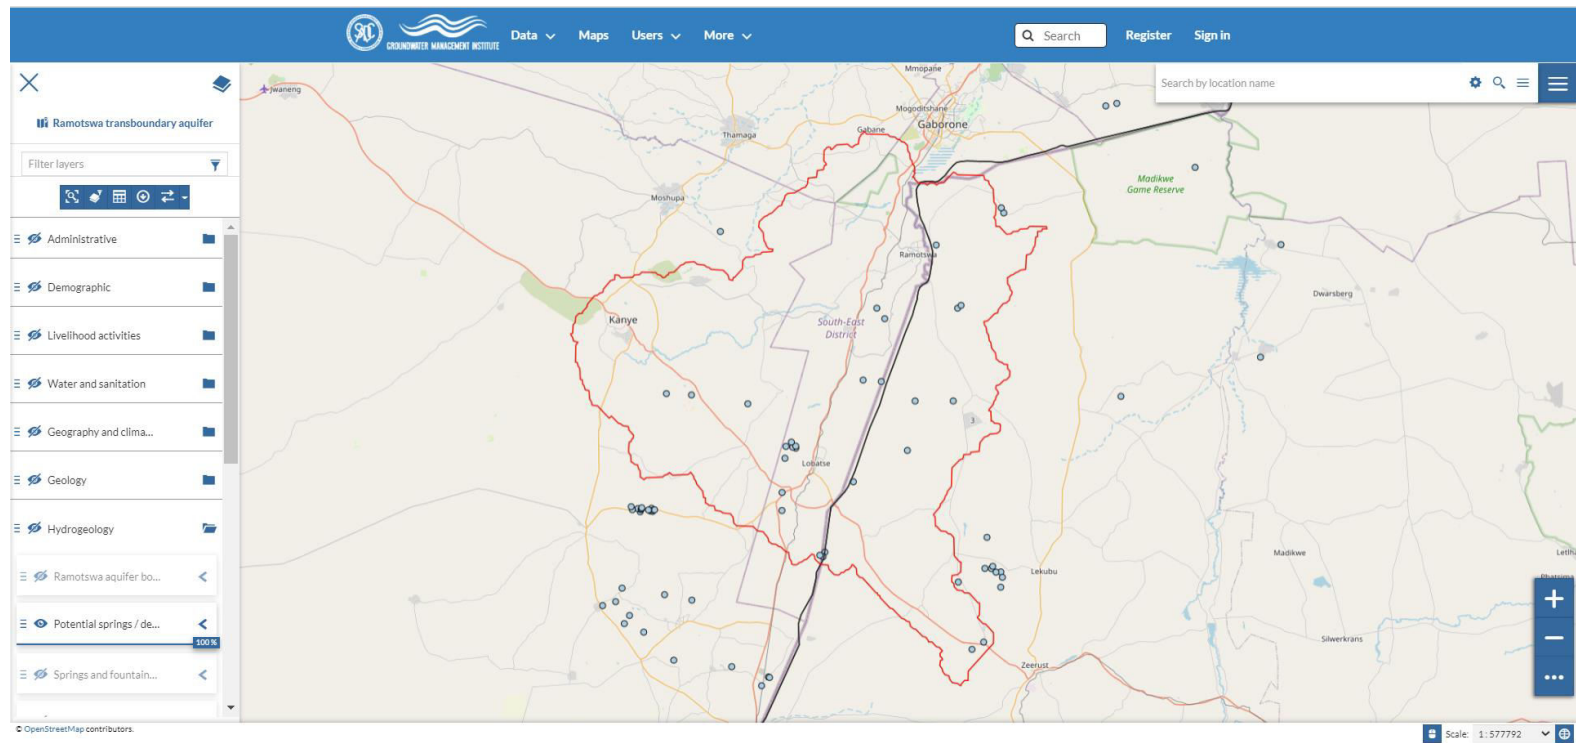 SADC
GROUNDWATER MANAGEMENT INSTITUTE
Data
Maps
Users
More
Search
Register
Sign in
Ramotswa transboundary aquifer
Filter layers
Administrative
Demographic
Livelihood activities
Water and sanitation
Geography and clima...
Geology
Hydrogeology
Ramotswa aquifer bo...
Potential springs / de...
100 %
Springs and fountain...
© OpenStreetMap contributors.
Search by location name
Jwaneng
Mmopane
Mogoditshane
Gaborone
Gabane
Thamaga
Moshupa
Madikwe
Game Reserve
Ramotswa
Kanye
South-East
District
Dwarsberg
3
Lobatse
Lekubu
Madikwe
Silwerkrans
Zeerust
Scale:
1 : 577792